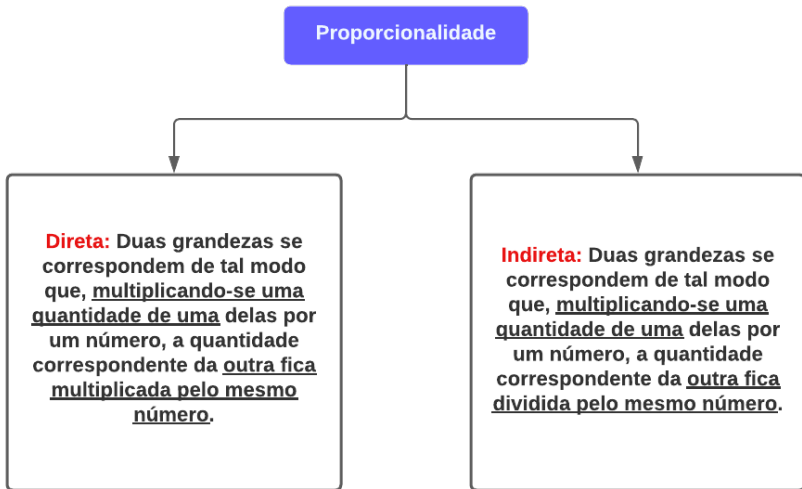 Proporcionalidade
Direta: Duas grandezas se
correspondem de tal modo
que, multiplicando-se uma
quantidade de uma delas por
um número, a quantidade
correspondente da outra fica
multiplicada pelo mesmo
número.
Indireta: Duas grandezas se
correspondem de tal modo
que, multiplicando-se uma
quantidade de uma delas por
um número, a quantidade
correspondente da outra fica
dividida pelo mesmo número.